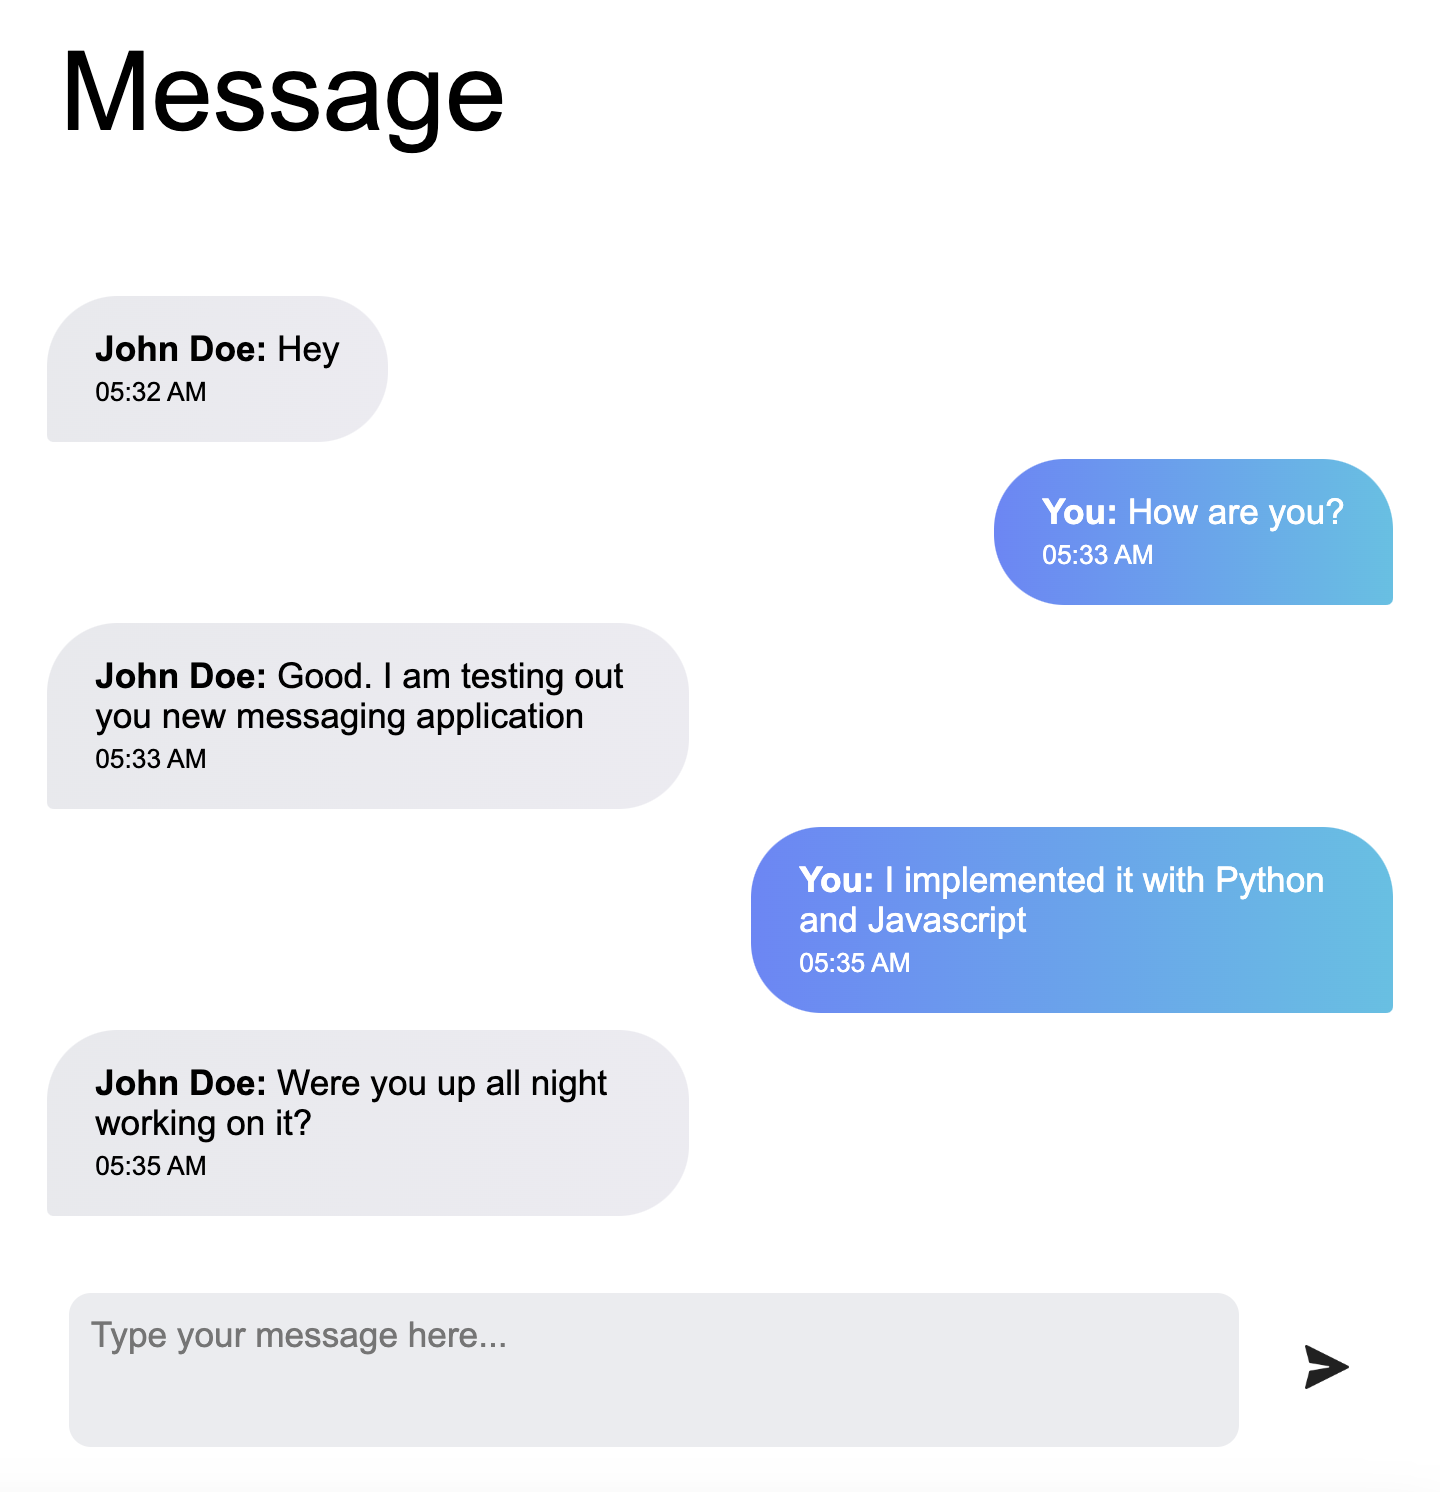 Message
John Doe: Hey
05:32 AM
You: How are you?
05:33 AM
John Doe: Good. I am testing out
you new messaging application
05:33 AM
You: I implemented it with Python
and Javascript
05:35 AM
John Doe: Were you up all night
working on it?
05:35 AM
Type your message here...